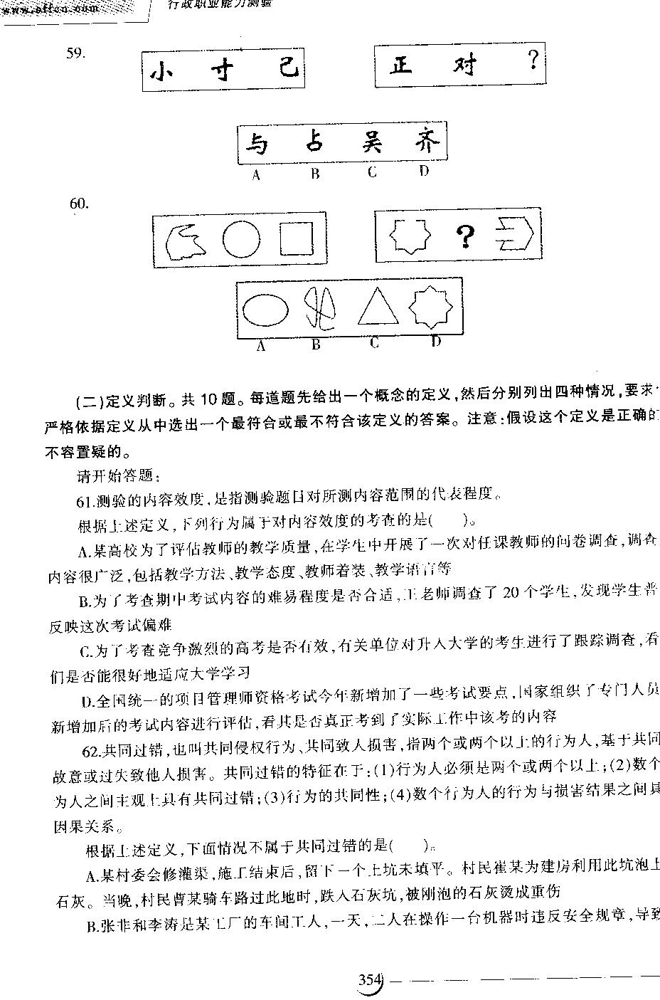 www.offcn.com
行政职业能力测验
59.
小 寸 己
正 对 ?
与 占 吴 齐
A B C D
60.
?
A B C D
(二)定义判断。共 10 题。每道题先给出一个概念的定义,然后分别列出四种情况,要求
严格依据定义从中选出一个最符合或最不符合该定义的答案。注意:假设这个定义是正确的
不容置疑的。
请开始答题:
61.测验的内容效度,是指测验题目对所测内容范围的代表程度。
根据上述定义,下列行为属于对内容效度的考查的是( )。
A.某高校为了评估教师的教学质量,在学生中开展了一次对任课教师的问卷调查,调查
内容很广泛,包括教学方法、教学态度、教师着装、教学语言等
B.为了考查期中考试内容的难易程度是否合适,王老师调查了 20 个学生,发现学生普
反映这次考试偏难
C.为了考查竞争激烈的高考是否有效,有关单位对升入大学的考生进行了跟踪调查,看
们是否能很好地适应大学学习
D.全国统一的项目管理师资格考试今年新增加了一些考试要点,国家组织了专门人员
新增加后的考试内容进行评估,看其是否真正考到了实际工作中该考的内容
62.共同过错,也叫共同侵权行为、共同致人损害,指两个或两个以上的行为人,基于共同
故意或过失致他人损害。共同过错的特征在于:(1)行为人必须是两个或两个以上;(2)数个
为人之间主观上具有共同过错;(3)行为的共同性;(4)数个行为人的行为与损害结果之间具
因果关系。
根据上述定义,下面情况不属于共同过错的是( )。
A.某村委会修灌渠,施工结束后,留下一个土坑未填平。村民崔某为建房利用此坑泡上
石灰。当晚,村民曹某骑车路过此地时,跌入石灰坑,被刚泡的石灰烫成重伤
B.张非和李涛是某工厂的车间工人,一天,二人在操作一台机器时违反安全规章,导致
354